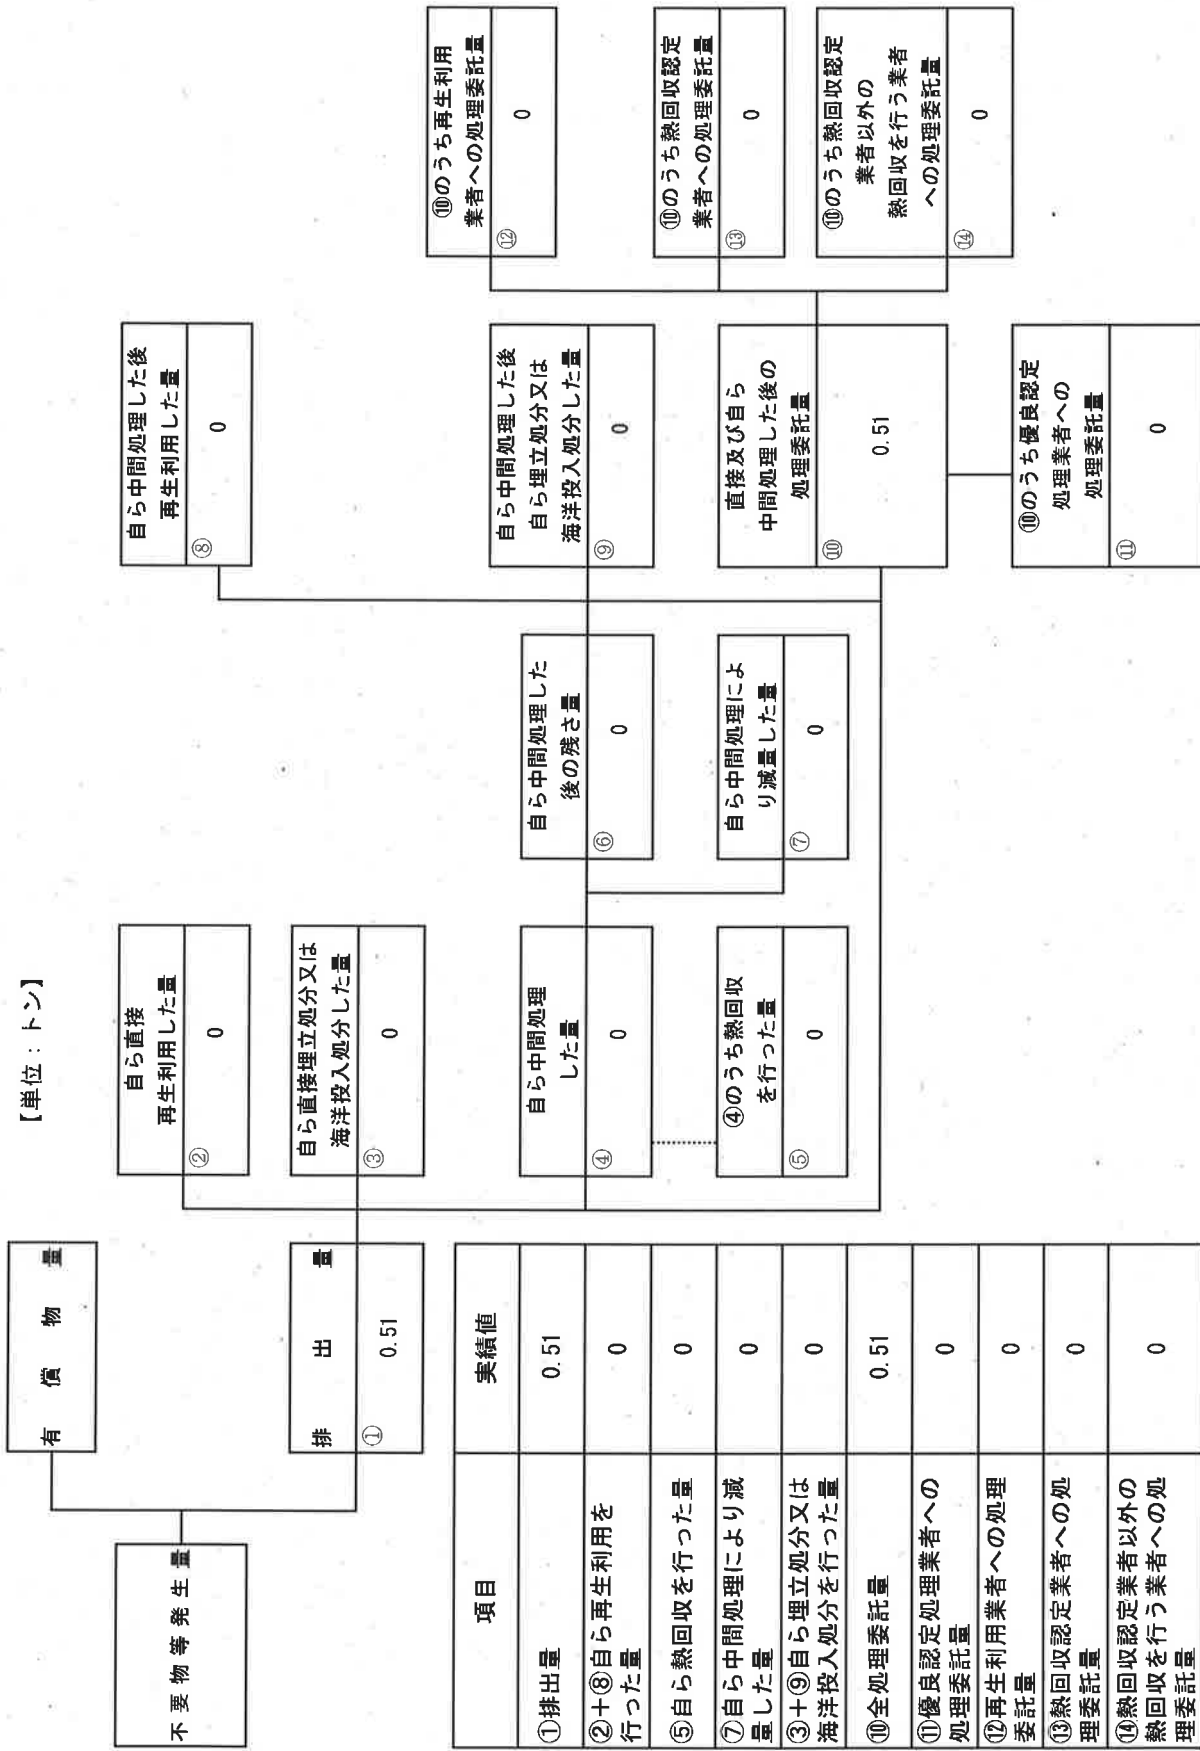 【単位：トン】
不要物等発生量
有償物量
排出量
①
0.51
自ら直接
再生利用した量
②
0
自ら直接埋立処分又は
海洋投入処分した量
③
0
自ら中間処理
した量
④
0
④のうち熱回収
を行った量
⑤
0
自ら中間処理した
後の残さ量
⑥
0
自ら中間処理によ
り減量した量
⑦
0
自ら中間処理した後
再生利用した量
⑧
0
自ら中間処理した後
自ら埋立処分又は
海洋投入処分した量
⑨
0
直接及び自ら
中間処理した後の
処理委託量
⑩
0.51
⑩のうち優良認定
処理業者への
処理委託量
⑪
0
⑩のうち再生利用
業者への処理委託量
⑫
0
⑩のうち熱回収認定
業者への処理委託量
⑬
0
⑩のうち熱回収認定
業者以外の
熱回収を行う業者
への処理委託量
⑭
0
項目 実績値
①排出量 0.51
②＋⑧自ら再生利用を
行った量 0
⑤自ら熱回収を行った量 0
⑦自ら中間処理により減
量した量 0
③＋⑨自ら埋立処分又は
海洋投入処分を行った量 0
⑩全処理委託量 0.51
⑪優良認定処理業者への
処理委託量 0
⑫再生利用業者への処理
委託量 0
⑬熱回収認定業者への処
理委託量 0
⑭熱回収認定業者以外の
熱回収を行う業者への処
理委託量 0